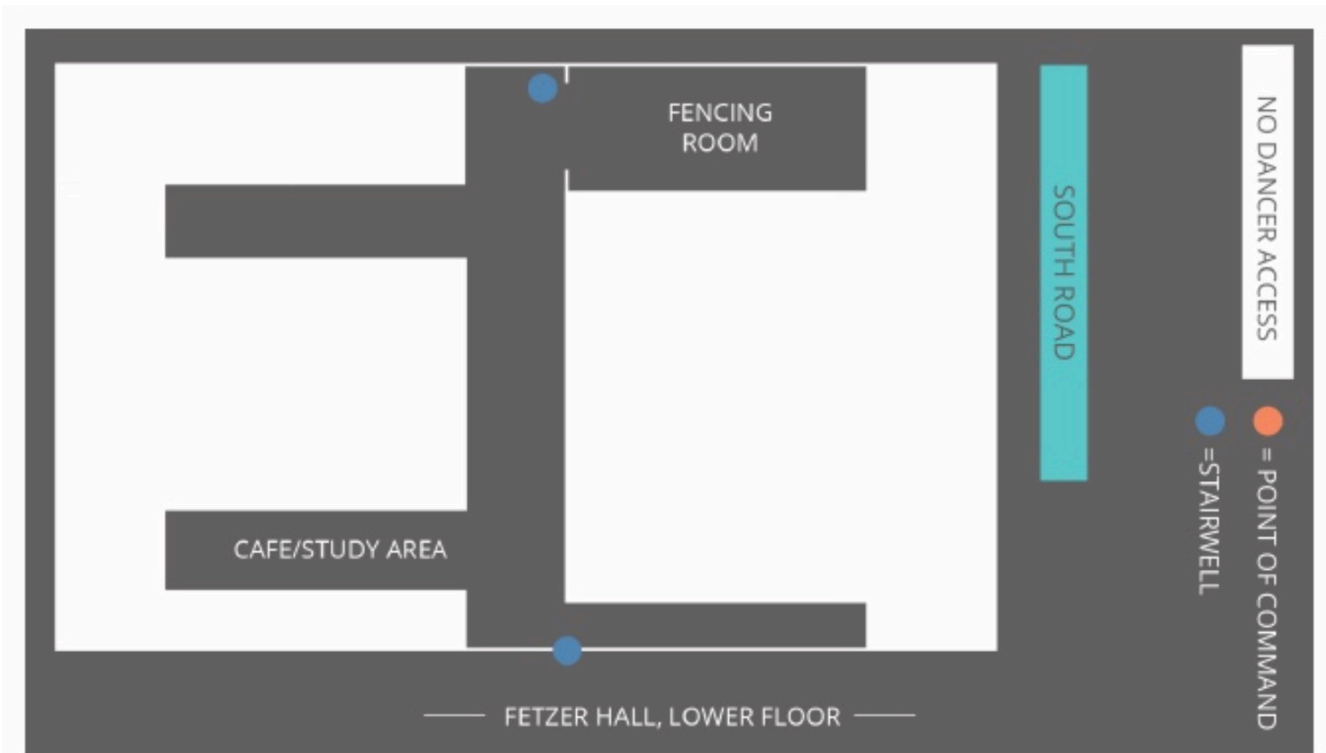 FENCING
ROOM
CAFE/STUDY AREA
SOUTH ROAD
NO DANCER ACCESS
= POINT OF COMMAND
=STAIRWELL
FETZER HALL, LOWER FLOOR